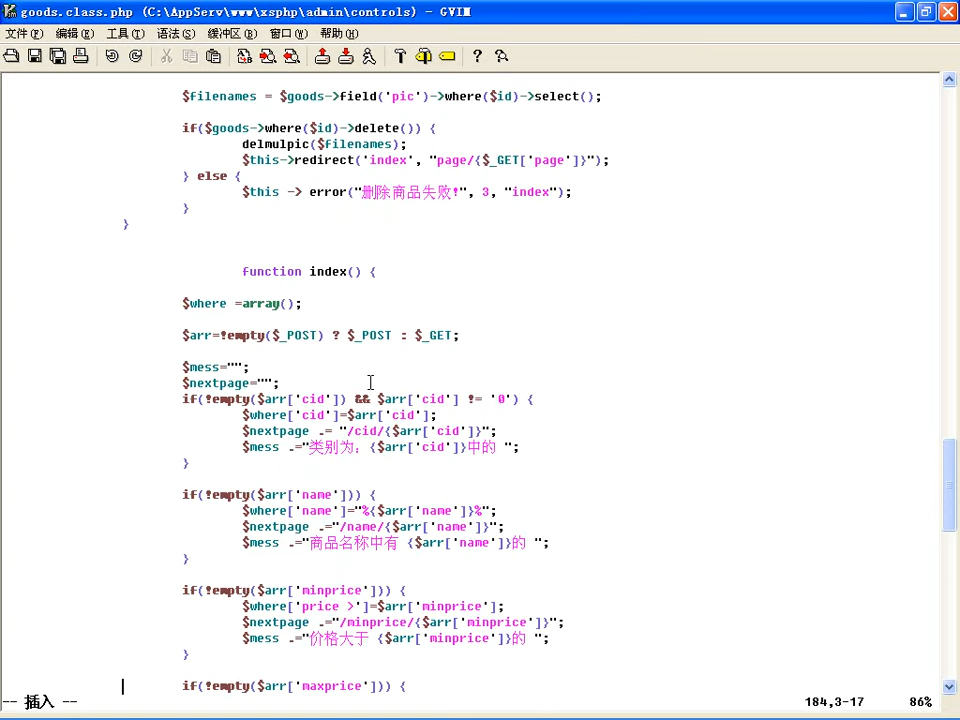 goods.class.php (C:\AppServ\www\xsphp\admin\controls) - GVIM
文件(F) 编辑(E) 工具(T) 语法(S) 缓冲区(B) 窗口(W) 帮助(H)
$filenames = $goods->field('pic')->where($id)->select();
if($goods->where($id)->delete()) {
delmulpic($filenames);
$this->redirect('index', "page/{$_GET['page']}");
} else {
$this -> error("删除商品失败!", 3, "index");
}
}
function index() {
$where =array();
$arr=!empty($_POST) ? $_POST : $_GET;
$mess="";
$nextpage="";
if(!empty($arr['cid']) && $arr['cid'] != '0') {
$where['cid']=$arr['cid'];
$nextpage .= "/cid/{$arr['cid']}";
$mess .="类别为：{$arr['cid']}中的 ";
}
if(!empty($arr['name'])) {
$where['name']="%{$arr['name']}%";
$nextpage .="/name/{$arr['name']}";
$mess .="商品名称中有 {$arr['name']}的 ";
}
if(!empty($arr['minprice'])) {
$where['price >']=$arr['minprice'];
$nextpage .="/minprice/{$arr['minprice']}";
$mess .="价格大于 {$arr['minprice']}的 ";
}
if(!empty($arr['maxprice'])) {
-- 插入 -- 184,3-17 86%